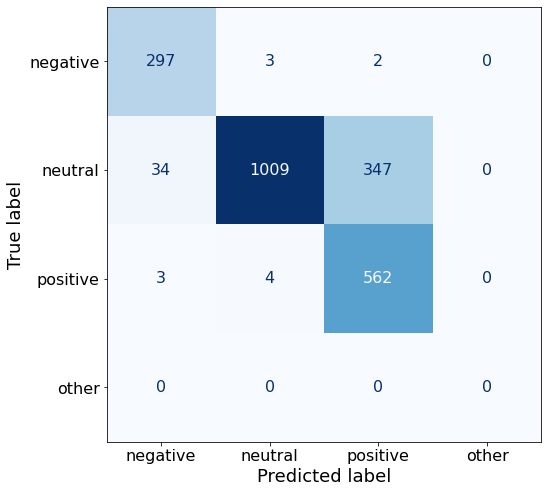 negative 297 3 2 0
neutral 34 1009 347 0
positive 3 4 562 0
other 0 0 0 0
negative neutral positive other
Predicted label
True label